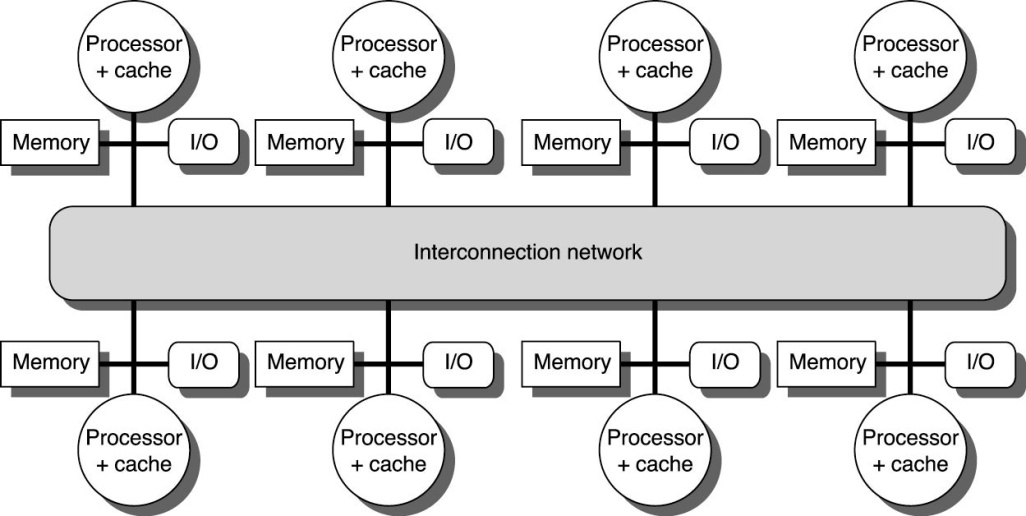 Processor
+ cache
Processor
+ cache
Processor
+ cache
Processor
+ cache
Memory
I/O
Memory
I/O
Memory
I/O
Memory
I/O
Interconnection network
Memory
I/O
Memory
I/O
Memory
I/O
Memory
I/O
Processor
+ cache
Processor
+ cache
Processor
+ cache
Processor
+ cache